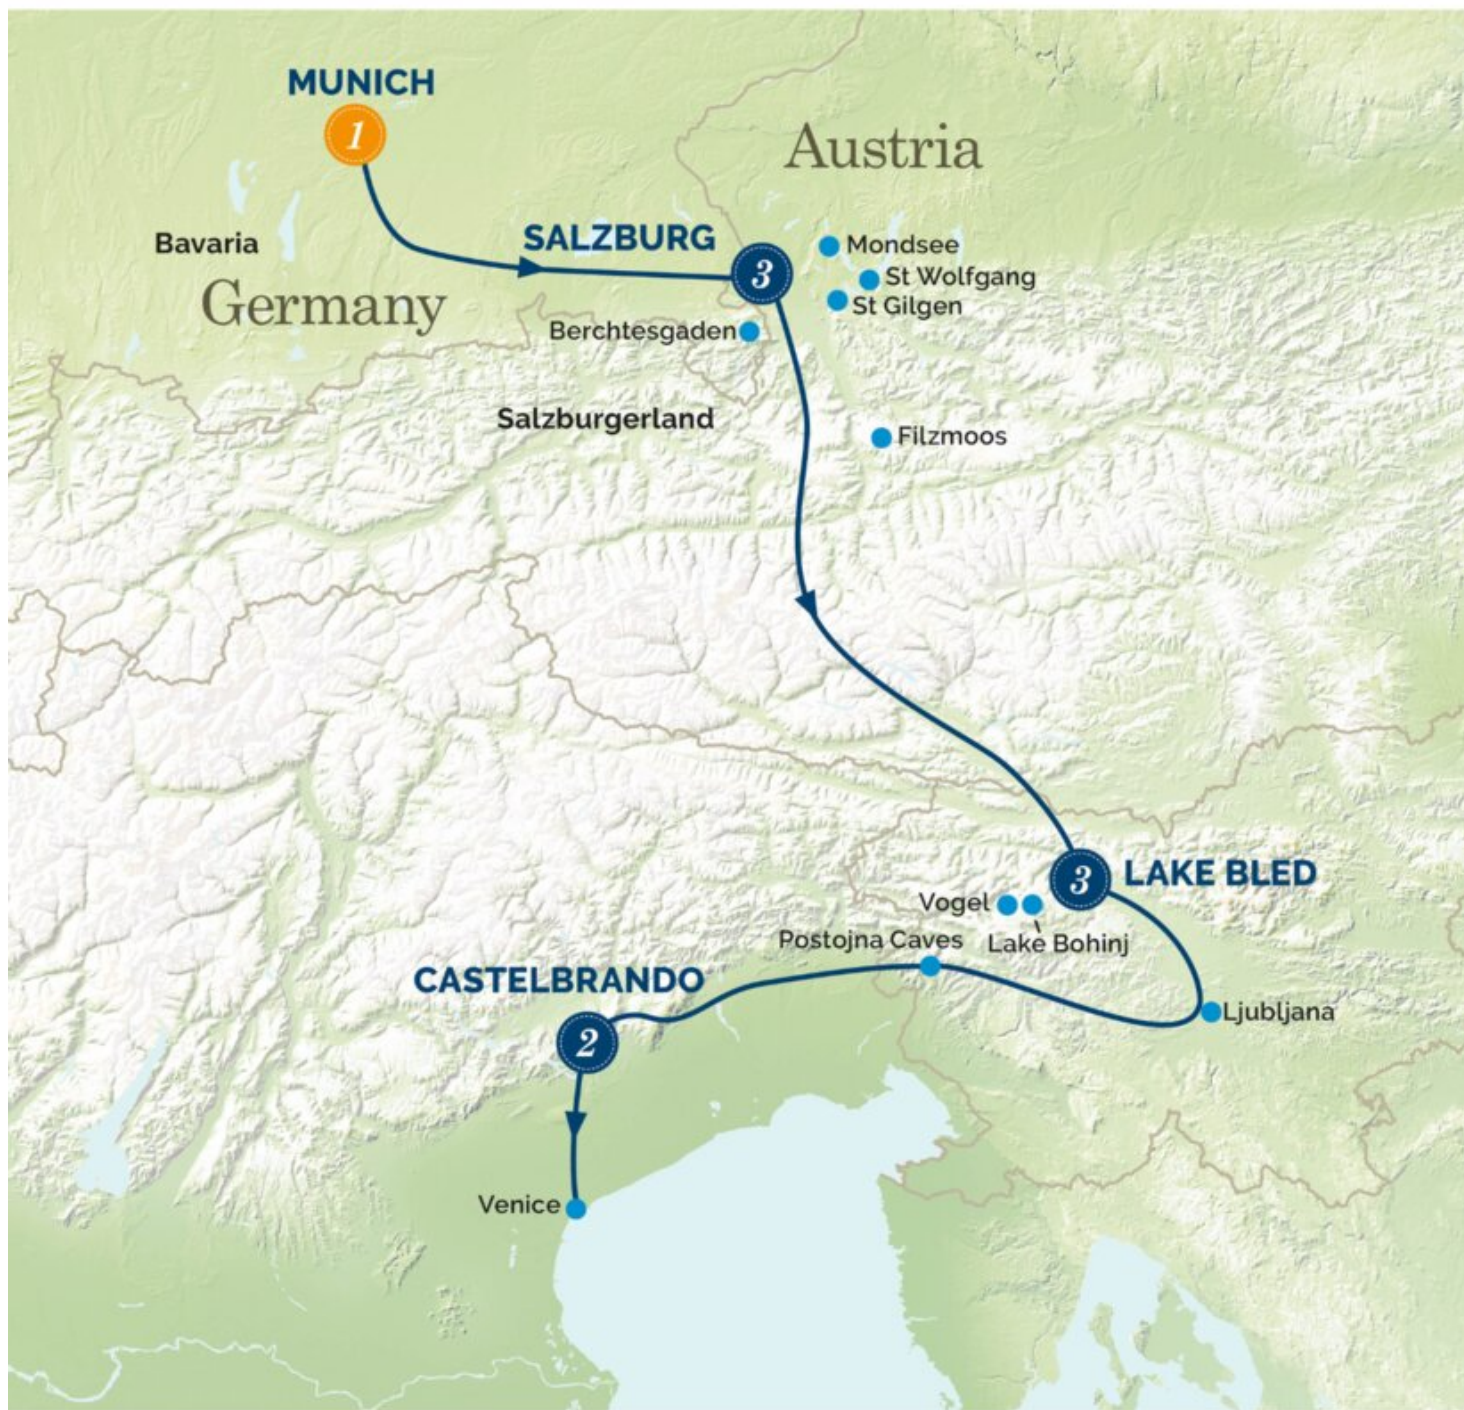 MUNICH
1
Austria
SALZBURG
Bavaria
Mondsee
3
St Wolfgang
Germany
St Gilgen
Berchtesgaden
Salzburgerland
Filzmoos
3
LAKE BLED
Vogel
Postojna Caves
Lake Bohinj
CASTELBRANDO
Ljubljana
2
Venice